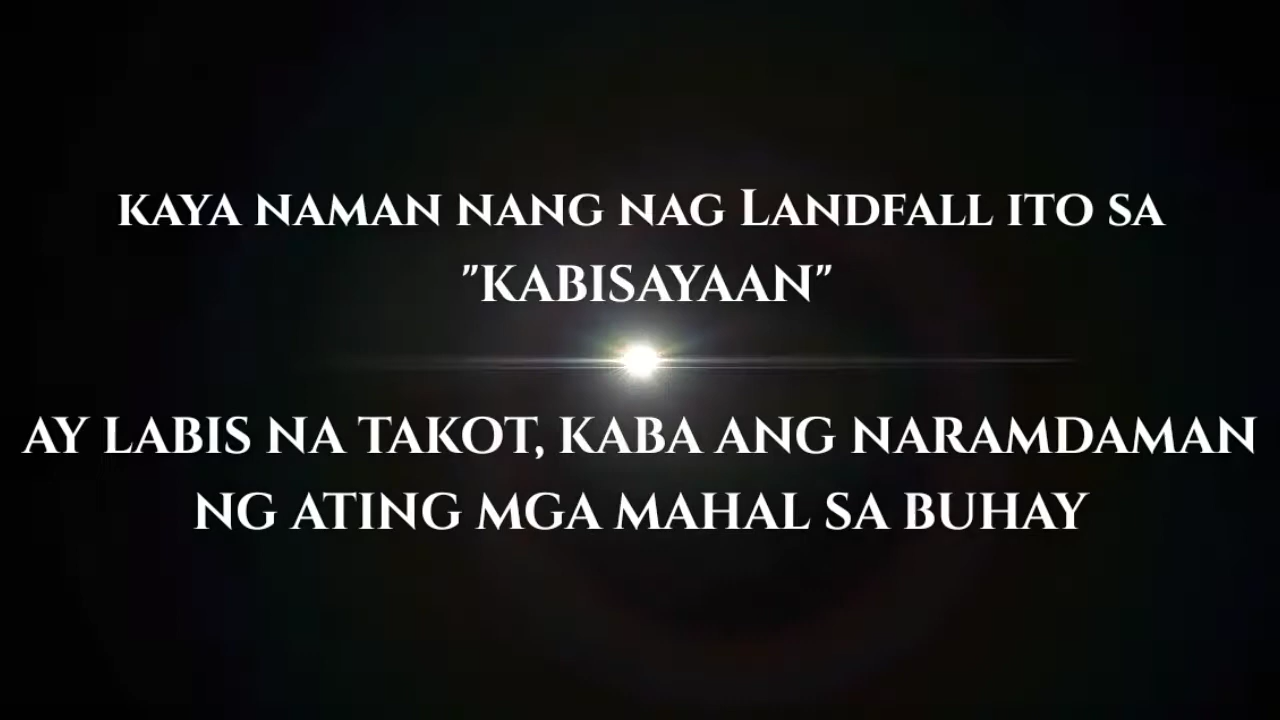 KAYA NAMAN NANG NAG LANDFALL ITO SA
"KABISAYAAN"
AY LABIS NA TAKOT, KABA ANG NARAMDAMAN
NG ATING MGA MAHAL SA BUHAY